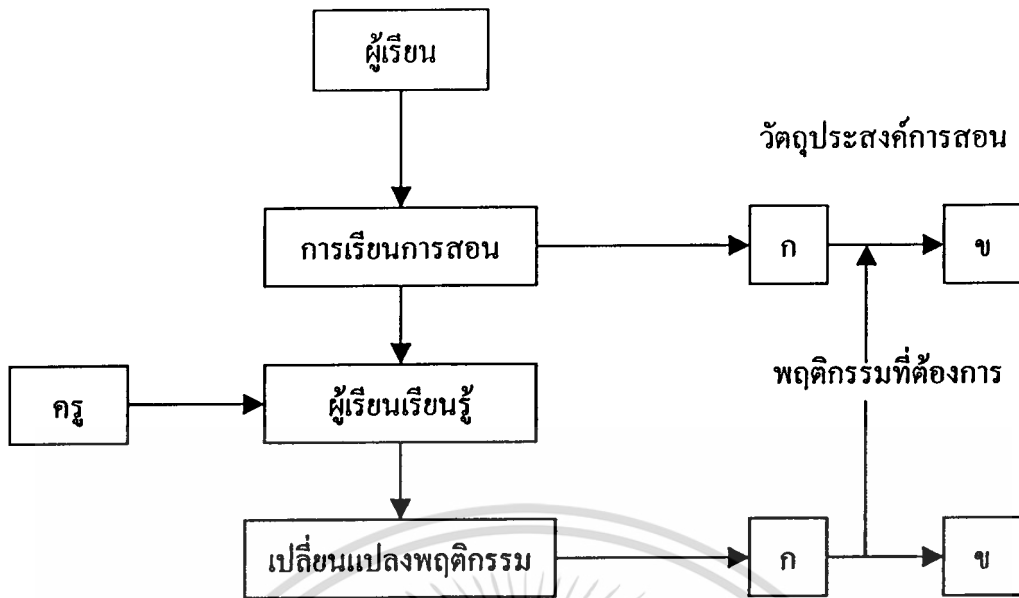 ผู้เรียน
วัตถุประสงค์การสอน
การเรียนการสอน
ก
ข
พฤติกรรมที่ต้องการ
ครู
ผู้เรียนเรียนรู้
เปลี่ยนแปลงพฤติกรรม
ก
ข